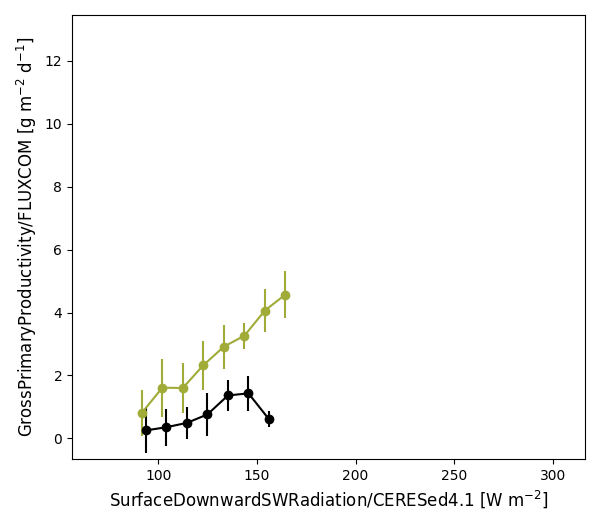 GrossPrimaryProductivity/FLUXCOM [g m⁻² d⁻¹]
12
10
8
6
4
2
0
100 150 200 250 300
SurfaceDownwardSWRadiation/CERESed4.1 [W m⁻²]